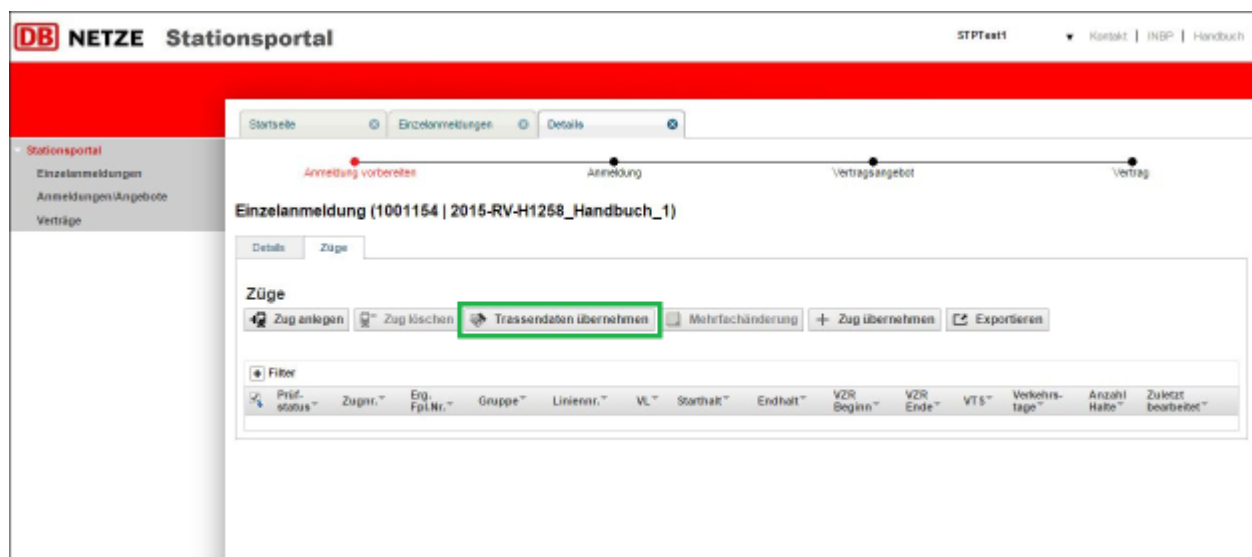 DB NETZE Stationsportal
STPTest1 Kontakt | INBP | Handbuch
Startseite Einzelanmeldungen Details
Stationsportal
Einzelanmeldungen
Anmeldungen/Angebote
Verträge
Anmeldung vorbereiten Anmeldung Vertragsangebot Vertrag
Einzelanmeldung (1001154 | 2015-RV-H1258_Handbuch_1)
Details Züge
Züge
Zug anlegen Zug löschen Trassendaten übernehmen Mehrfachänderung Zug übernehmen Exportieren
Filter
Prüf- Erg. VZR VZR Verkehrs- Anzahl Zuletzt
status Zugnr. Fpl.Nr. Gruppe Liniennr. VL Starthalt Endhalt Beginn Ende VTS tage Halte bearbeitet